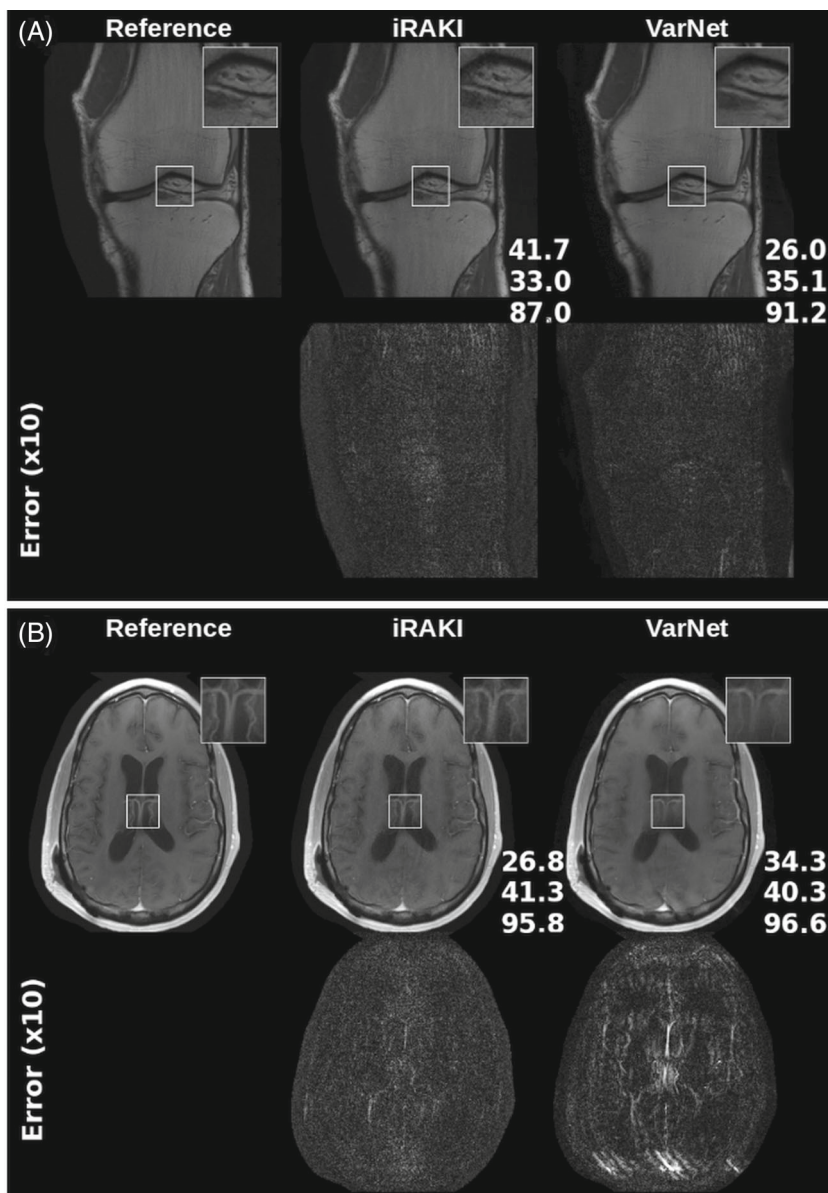 (A)
Reference iRAKI VarNet
41.7 26.0
33.0 35.1
87.0 91.2
Error (x10)
(B)
Reference iRAKI VarNet
26.8 34.3
41.3 40.3
95.8 96.6
Error (x10)